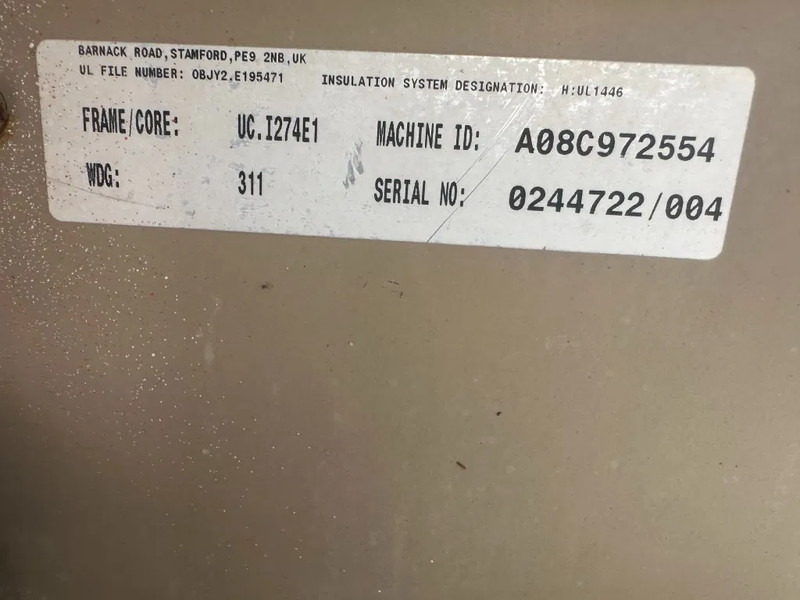 BARNACK ROAD,STAMFORD,PE9 2NB,UK
UL FILE NUMBER: OBJY2.E195471 INSULATION SYSTEM DESIGNATION: H:UL1446
FRAME/CORE: UC.I274E1 MACHINE ID: A08C972554
WDG: 311 SERIAL NO: 0244722/004